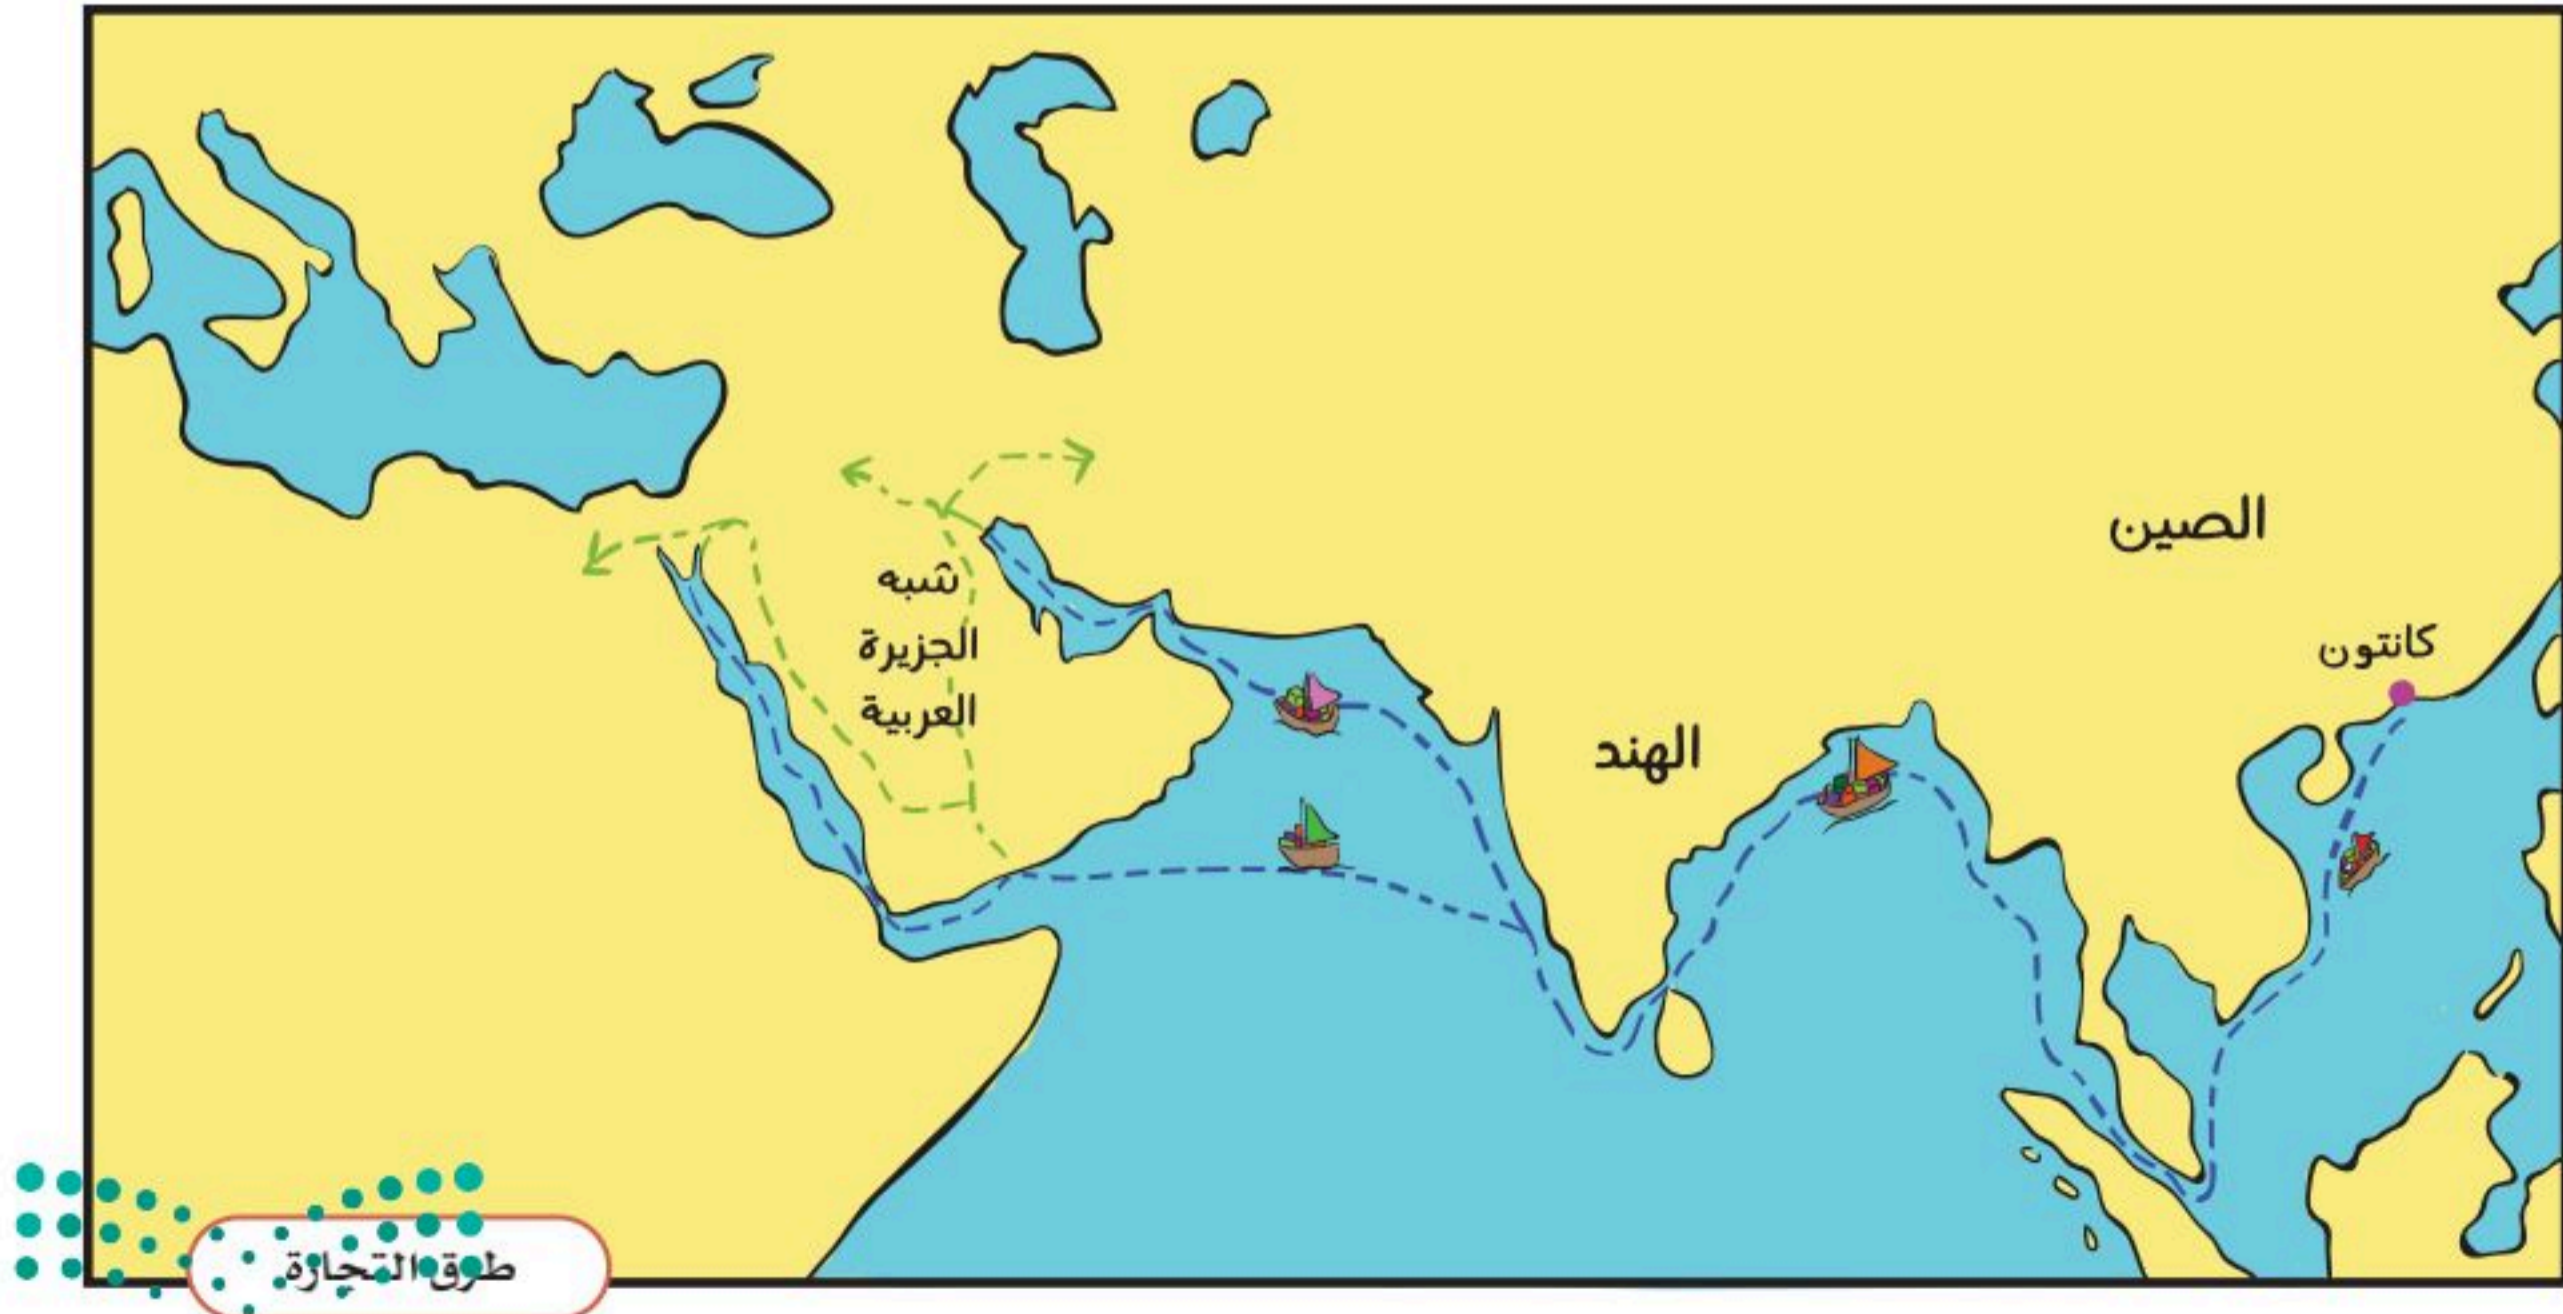 الصين
كانتون
شبه
الجزيرة
العربية
الهند
طرق التجارة